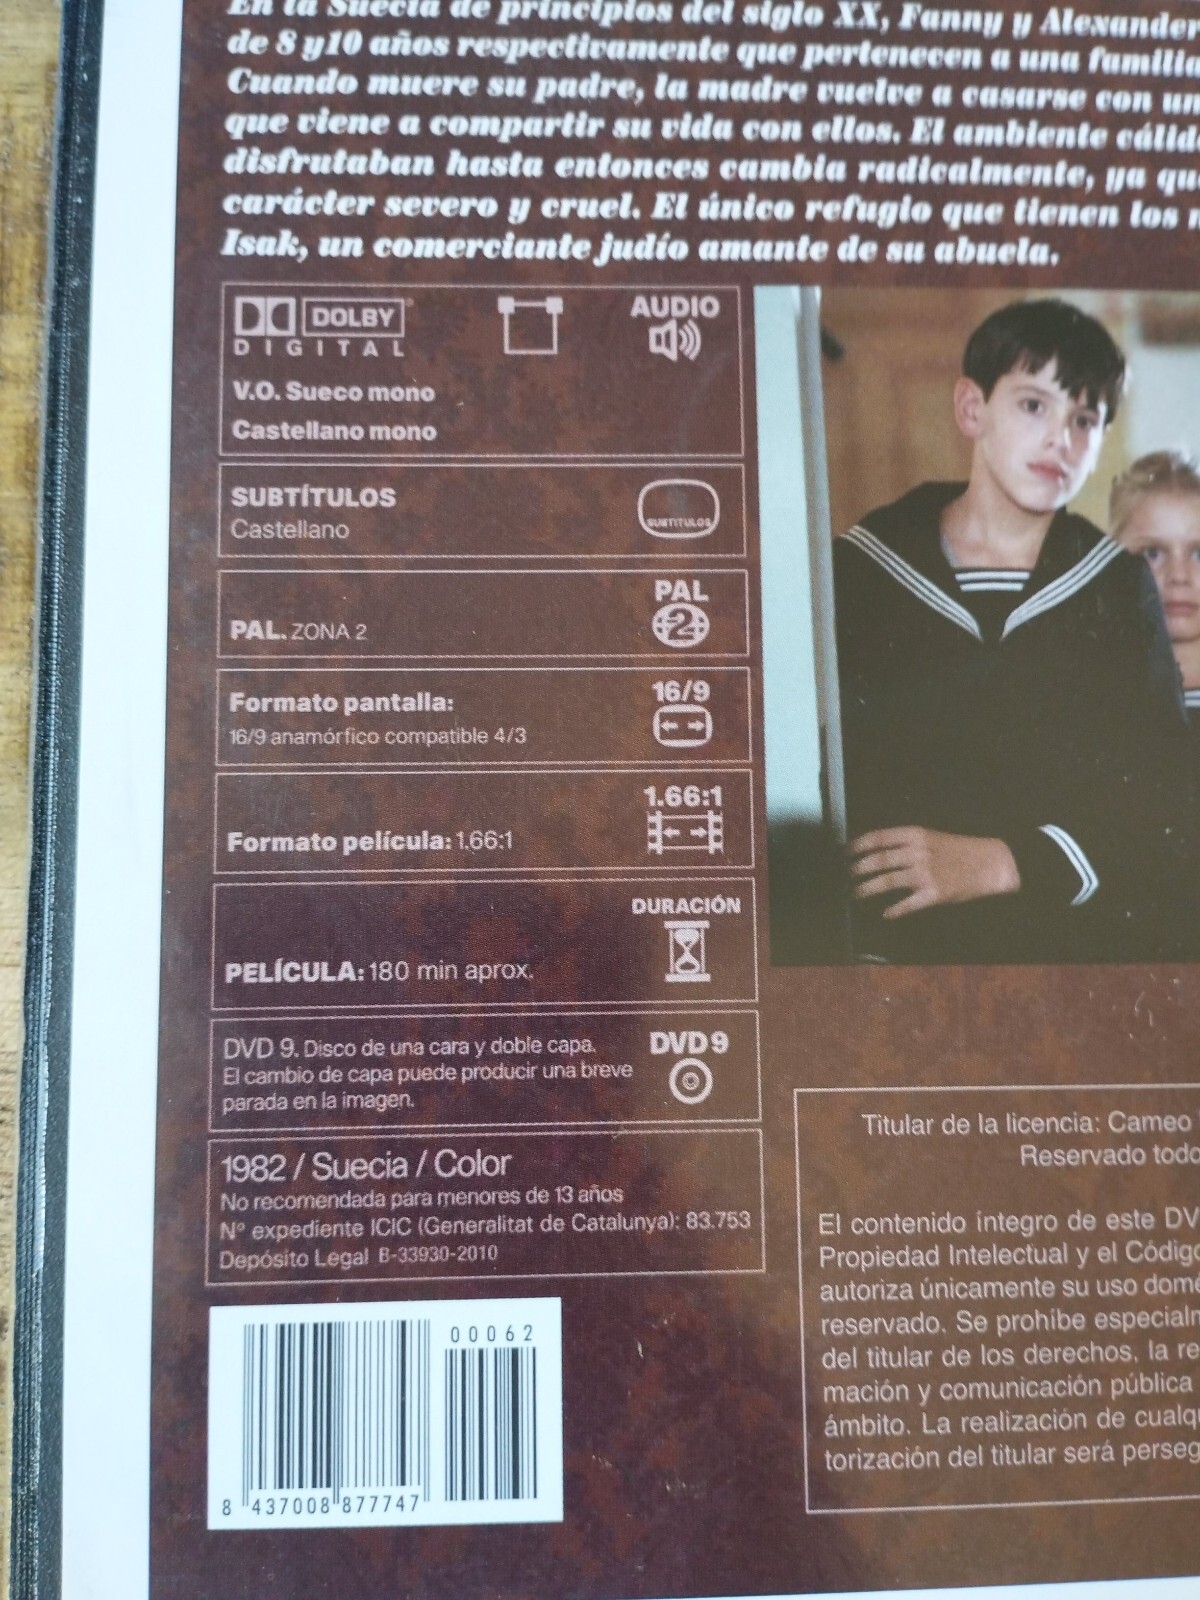 En la Suecia de principios del siglo XX, Fanny y Alexander
de 8 y10 años respectivamente que pertenecen a una familia
Cuando muere su padre, la madre vuelve a casarse con un
que viene a compartir su vida con ellos. El ambiente cálid
disfrutaban hasta entonces cambia radicalmente, ya qu
carácter severo y cruel. El único refugio que tienen los
Isak, un comerciante judío amante de su abuela.
DOLBY
DIGITAL
AUDIO
V.O. Sueco mono
Castellano mono
SUBTÍTULOS
Castellano
SUBTITULOS
PAL
2
PAL. ZONA 2
16/9
Formato pantalla:
16/9 anamórfico compatible 4/3
1.66:1
Formato película: 1.66:1
DURACIÓN
PELÍCULA: 180 min aprox.
DVD 9. Disco de una cara y doble capa.
El cambio de capa puede producir una breve
parada en la imagen.
DVD 9
1982 / Suecia / Color
No recomendada para menores de 13 años
Nº expediente ICIC (Generalitat de Catalunya): 83.753
Depósito Legal B-33930-2010
00062
8 437008 877747
Titular de la licencia: Cameo
Reservado todo
El contenido íntegro de este DV
Propiedad Intelectual y el Código
autoriza únicamente su uso domé
reservado. Se prohíbe especialm
del titular de los derechos, la re
mación y comunicación pública
ámbito. La realización de cualqu
torización del titular será perseg